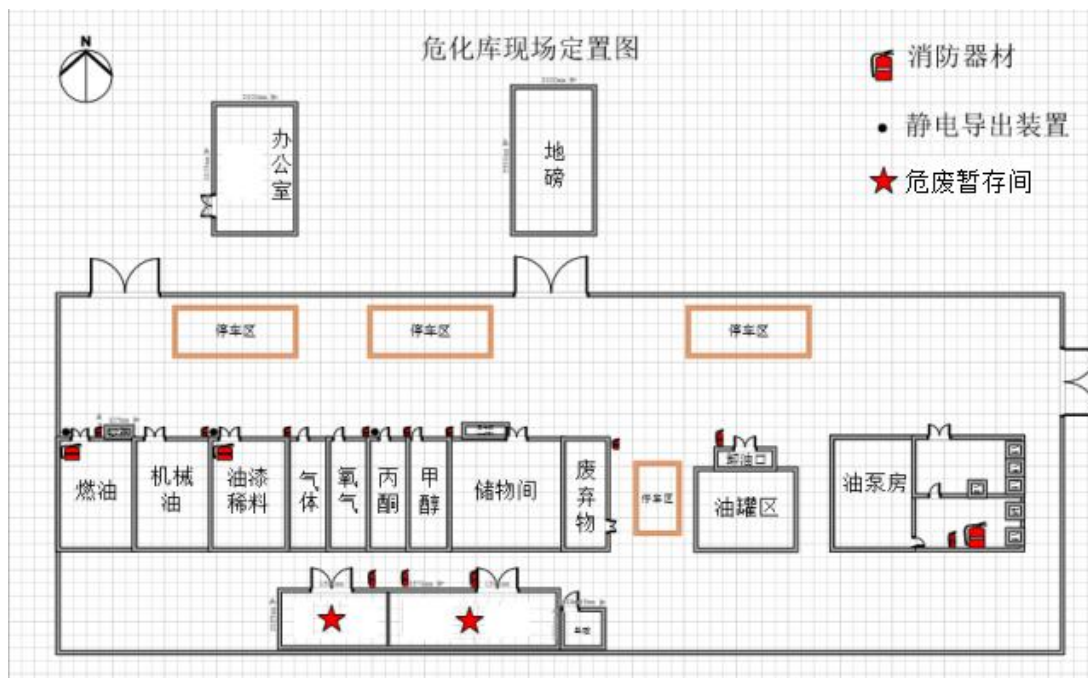 危化库现场定置图
N
消防器材
静电导出装置
危废暂存间
办公室
地磅
停车区
停车区
停车区
燃油
机械油
油漆稀料
气体
氧气
丙酮
甲醇
储物间
废弃物
停车区
卸油口
油罐区
油泵房